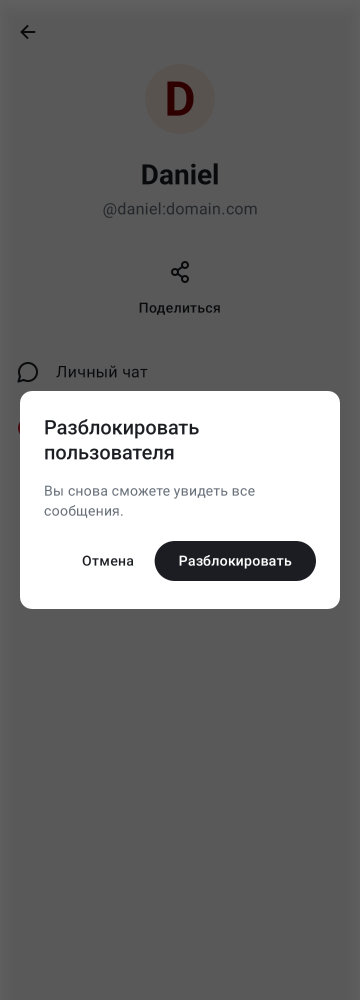 D
Daniel
@daniel:domain.com
Поделиться
Личный чат
Разблокировать
пользователя
Вы снова сможете увидеть все
сообщения.
Отмена
Разблокировать